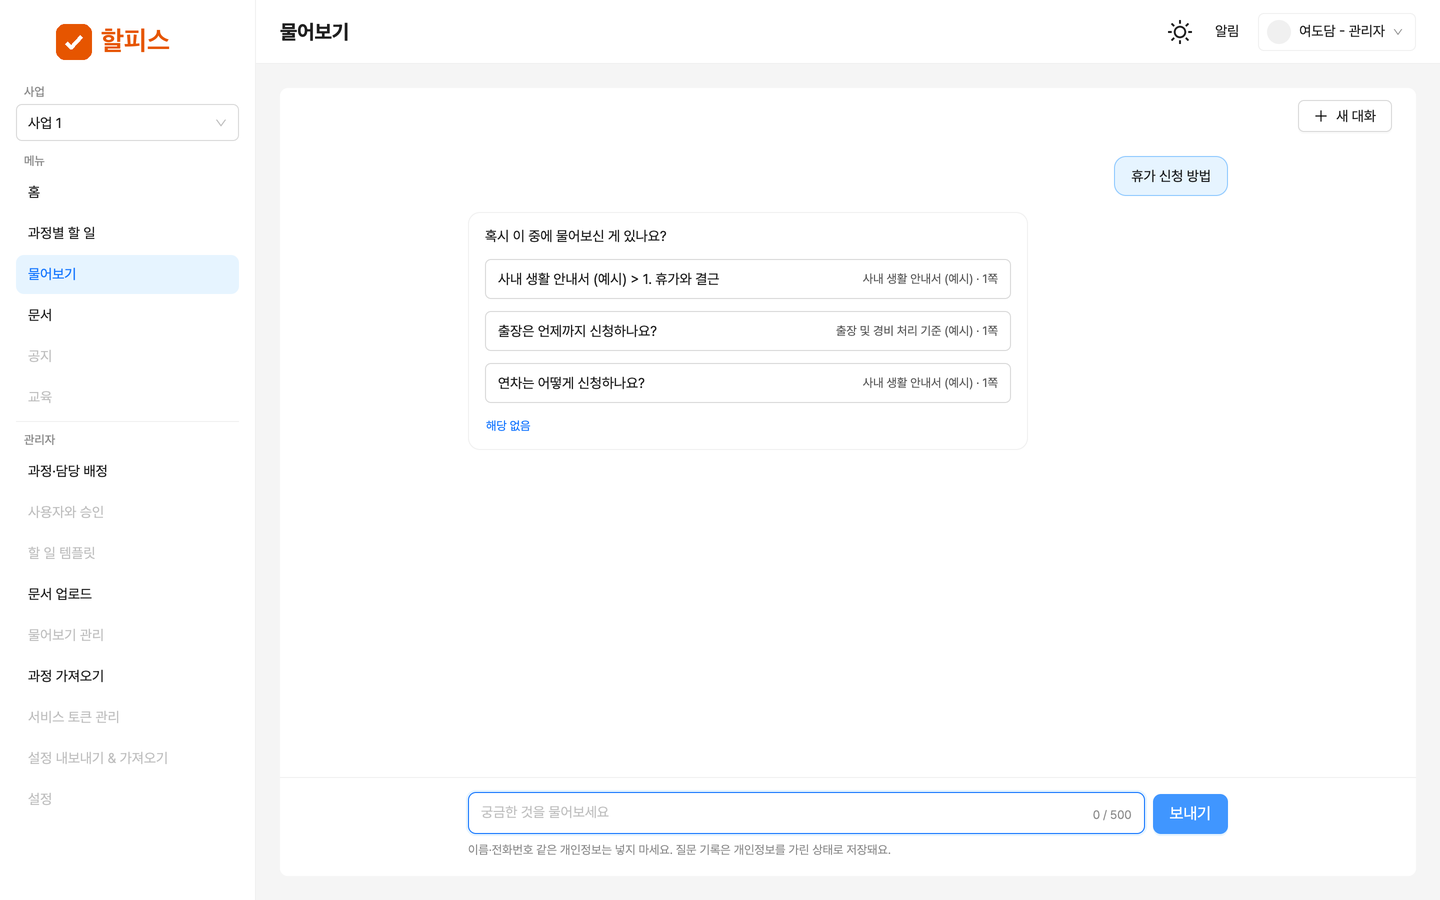 할피스
사업
사업 1
메뉴
홈
과정별 할 일
물어보기
문서
공지
교육
관리자
과정·담당 배정
사용자와 승인
할 일 템플릿
문서 업로드
물어보기 관리
과정 가져오기
서비스 토큰 관리
설정 내보내기 & 가져오기
설정
물어보기
알림
여도담 - 관리자
새 대화
휴가 신청 방법
혹시 이 중에 물어보신 게 있나요?
사내 생활 안내서 (예시) > 1. 휴가와 결근 사내 생활 안내서 (예시) · 1쪽
출장은 언제까지 신청하나요? 출장 및 경비 처리 기준 (예시) · 1쪽
연차는 어떻게 신청하나요? 사내 생활 안내서 (예시) · 1쪽
해당 없음
궁금한 것을 물어보세요 0 / 500
보내기
이름·전화번호 같은 개인정보는 넣지 마세요. 질문 기록은 개인정보를 가린 상태로 저장돼요.